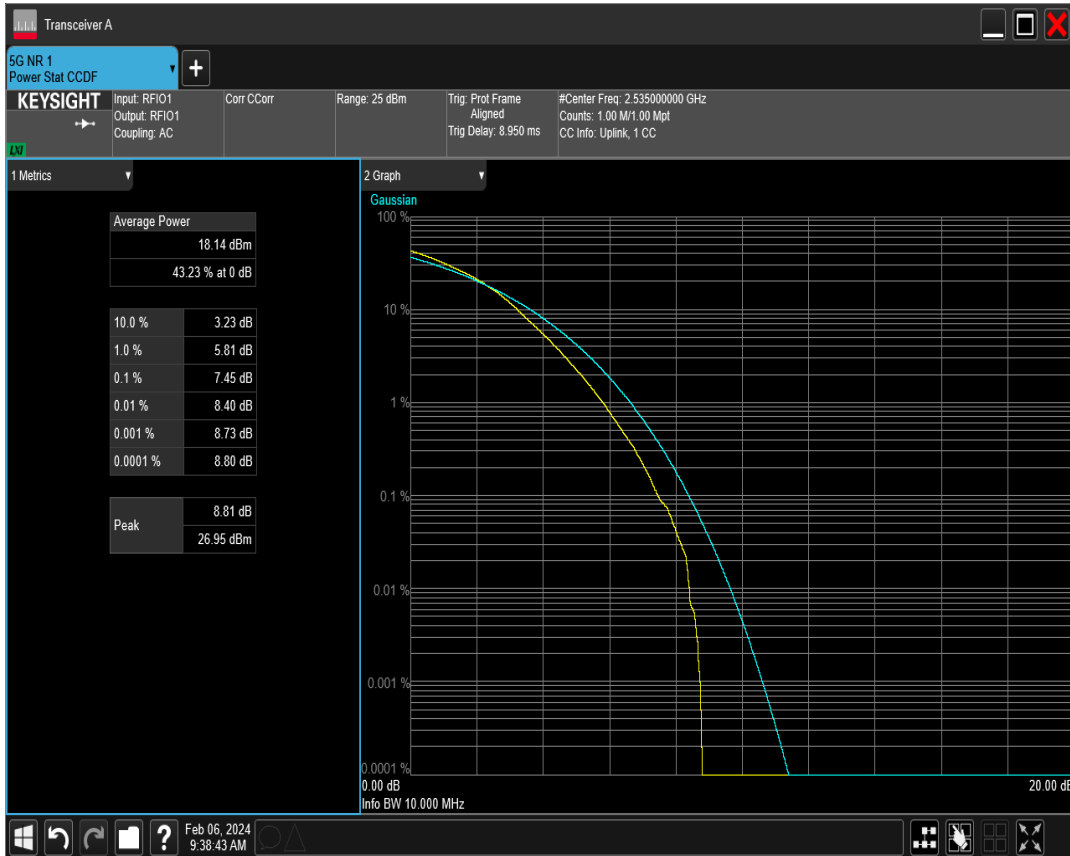 Transceiver A
5G NR 1
Power Stat CCDF
KEYSIGHT
LXI
Input: RFIO1
Output: RFIO1
Coupling: AC
Corr CCorr
Range: 25 dBm
Trig: Prot Frame
Aligned
Trig Delay: 8.950 ms
#Center Freq: 2.535000000 GHz
Counts: 1.00 M/1.00 Mpt
CC Info: Uplink, 1 CC
1 Metrics
Average Power
18.14 dBm
43.23 % at 0 dB
10.0 % 3.23 dB
1.0 % 5.81 dB
0.1 % 7.45 dB
0.01 % 8.40 dB
0.001 % 8.73 dB
0.0001 % 8.80 dB
Peak
8.81 dB
26.95 dBm
2 Graph
Gaussian
100 %
10 %
1 %
0.1 %
0.01 %
0.001 %
0.0001 %
0.00 dB 20.00 dB
Info BW 10.000 MHz
?
Feb 06, 2024
9:38:43 AM